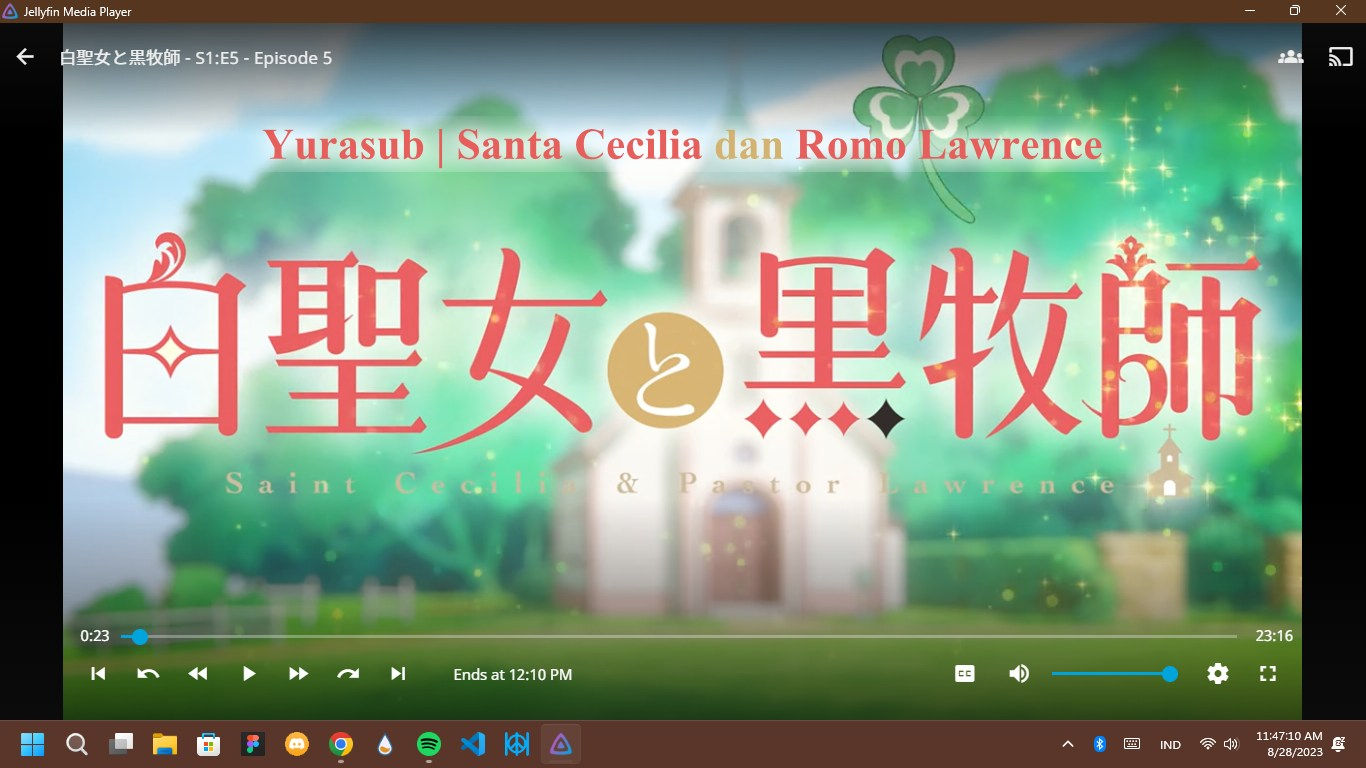 Jellyfin Media Player
白聖女と黒牧師 - S1:E5 - Episode 5
Yurasub | Santa Cecilia dan Romo Lawrence
白聖女と黒牧師
Saint Cecilia & Pastor Lawrence
0:23
23:16
Ends at 12:10 PM
CC
IND
11:47:10 AM
8/28/2023